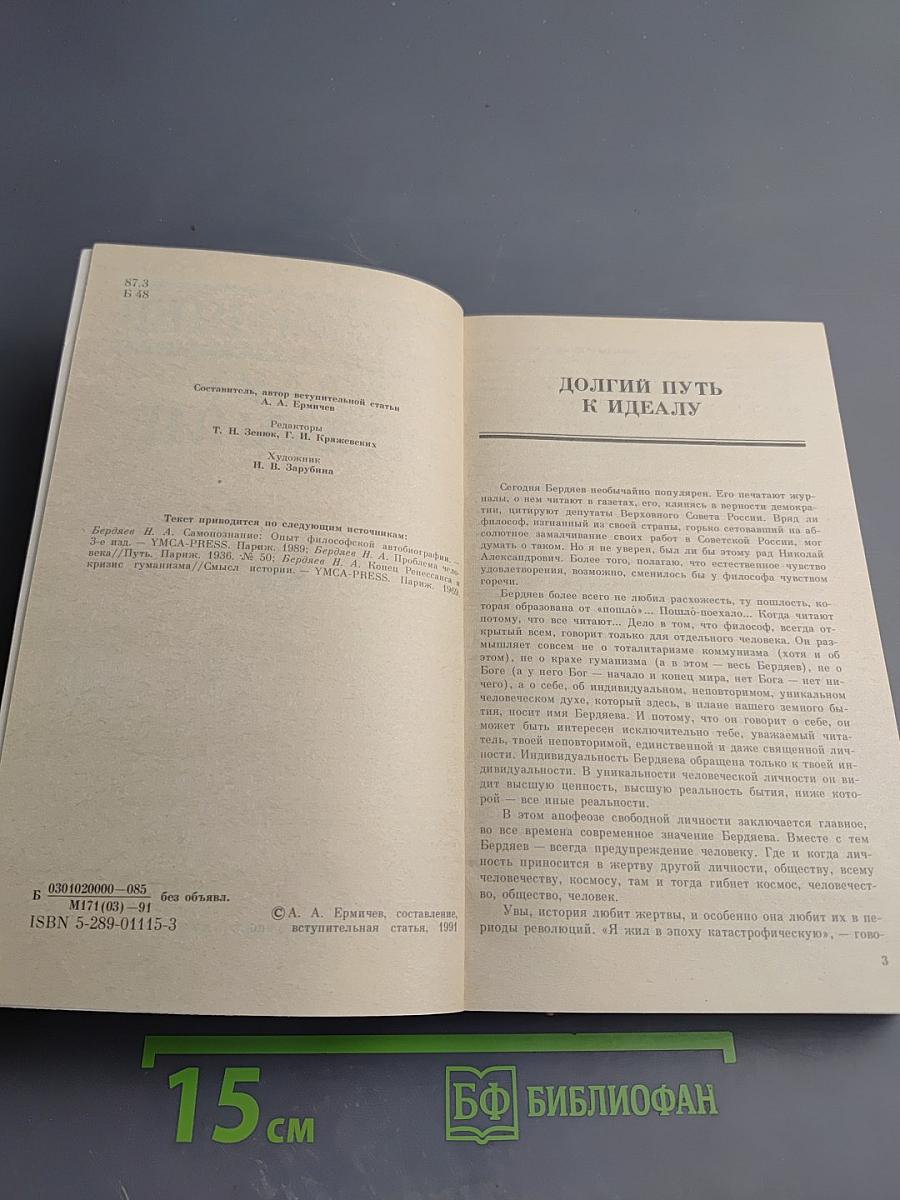 87.3
Б 48
Составитель, автор вступительной статьи
А. А. Ермичев
Редакторы
Т. Н. Зенюк, Г. И. Кряжевских
Художник
И. В. Зарубина
Текст приводится по следующим источникам:
Бердяев Н. А. Самопознание: Опыт философской автобиографии. —
3-е изд. — YMCA-PRESS. Париж. 1989; Бердяев Н. А. Проблема чело-
века//Путь. Париж. 1936. № 50; Бердяев Н. А. Конец Ренессанса и
кризис гуманизма//Смысл истории. — YMCA-PRESS. Париж. 1969.
Б 0301020000—085 без объявл.
М171(03)—91
ISBN 5-289-01115-3
© А. А. Ермичев, составление,
вступительная статья, 1991
ДОЛГИЙ ПУТЬ
К ИДЕАЛУ
Сегодня Бердяев необычайно популярен. Его печатают жур-
налы, о нем читают в газетах, его, клянясь в верности демокра-
тии, цитируют депутаты Верховного Совета России. Вряд ли
философ, изгнанный из своей страны, горько сетовавший на аб-
солютное замалчивание своих работ в Советской России, мог
думать о таком. Но я не уверен, был ли бы этому рад Николай
Александрович. Более того, полагаю, что естественное чувство
удовлетворения, возможно, сменилось бы у философа чувством
горечи.
Бердяев более всего не любил расхожесть, ту пошлость, ко-
торая образована от «пошло́»... Пошло́-поехало... Когда читают
потому, что все читают... Дело в том, что философ, всегда от-
крытый всем, говорит только для отдельного человека. Он раз-
мышляет совсем не о тоталитаризме коммунизма (хотя и об
этом), не о крахе гуманизма (а в этом — весь Бердяев), не о
Боге (а у него Бог — начало и конец мира, нет Бога — нет ни-
чего), а о себе, об индивидуальном, неповторимом, уникальном
человеческом духе, который здесь, в плане нашего земного бы-
тия, носит имя Бердяева. И потому, что он говорит о себе, он
может быть интересен исключительно тебе, уважаемый чита-
тель, твоей неповторимой, единственной и даже священной лич-
ности. Индивидуальность Бердяева обращена только к твоей ин-
дивидуальности. В уникальности человеческой личности он ви-
дит высшую ценность, высшую реальность бытия, ниже кото-
рой — все иные реальности.
В этом апофеозе свободной личности заключается главное,
во все времена современное значение Бердяева. Вместе с тем
Бердяев — всегда предупреждение человеку. Где и когда лич-
ность приносится в жертву другой личности, обществу, всему
человечеству, космосу, там и тогда гибнет космос, человечест-
во, общество, человек.
Увы, история любит жертвы, и особенно она любит их в пе-
риоды революций. «Я жил в эпоху катастрофическую», — гово-
3
15 см
БФ БИБЛИОФАН